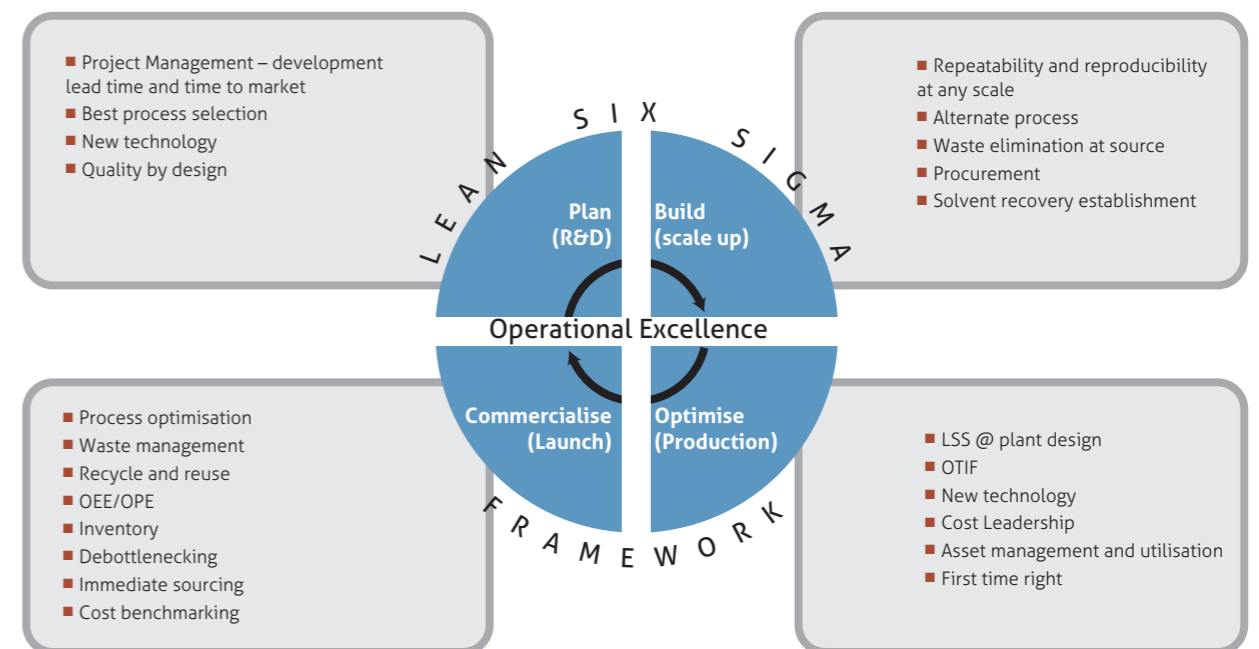 ■ Project Management – development
lead time and time to market
■ Best process selection
■ New technology
■ Quality by design
■ Repeatability and reproducibility
at any scale
■ Alternate process
■ Waste elimination at source
■ Procurement
■ Solvent recovery establishment
LEAN SIX SIGMA
Plan
(R&D)
Build
(scale up)
Operational Excellence
Commercialise
(Launch)
Optimise
(Production)
FRAMEWORK
■ Process optimisation
■ Waste management
■ Recycle and reuse
■ OEE/OPE
■ Inventory
■ Debottlenecking
■ Immediate sourcing
■ Cost benchmarking
■ LSS @ plant design
■ OTIF
■ New technology
■ Cost Leadership
■ Asset management and utilisation
■ First time right